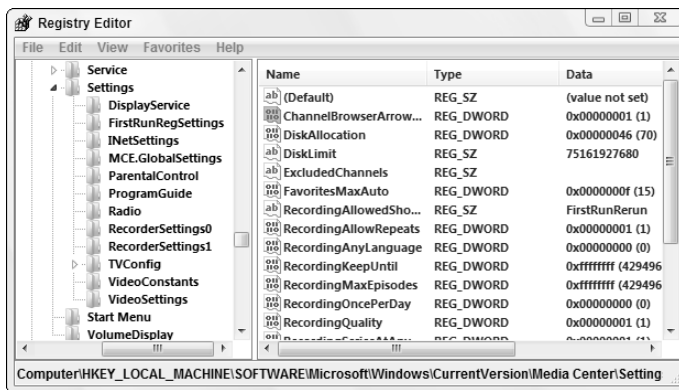 Registry Editor
File Edit View Favorites Help
Service
Settings
DisplayService
FirstRunRegSettings
INetSettings
MCE.GlobalSettings
ParentalControl
ProgramGuide
Radio
RecorderSettings0
RecorderSettings1
TVConfig
VideoConstants
VideoSettings
Start Menu
VolumeDisplay
Name Type Data
(Default) REG_SZ (value not set)
ChannelBrowserArrow... REG_DWORD 0x00000001 (1)
DiskAllocation REG_DWORD 0x00000046 (70)
DiskLimit REG_SZ 75161927680
ExcludedChannels REG_SZ
FavoritesMaxAuto REG_DWORD 0x0000000f (15)
RecordingAllowedSho... REG_SZ FirstRunRerun
RecordingAllowRepeats REG_DWORD 0x00000001 (1)
RecordingAnyLanguage REG_DWORD 0x00000000 (0)
RecordingKeepUntil REG_DWORD 0xffffffff (429496
RecordingMaxEpisodes REG_DWORD 0xffffffff (429496
RecordingOncePerDay REG_DWORD 0x00000000 (0)
RecordingQuality REG_DWORD 0x00000001 (1)
Computer\HKEY_LOCAL_MACHINE\SOFTWARE\Microsoft\Windows\CurrentVersion\Media Center\Setting